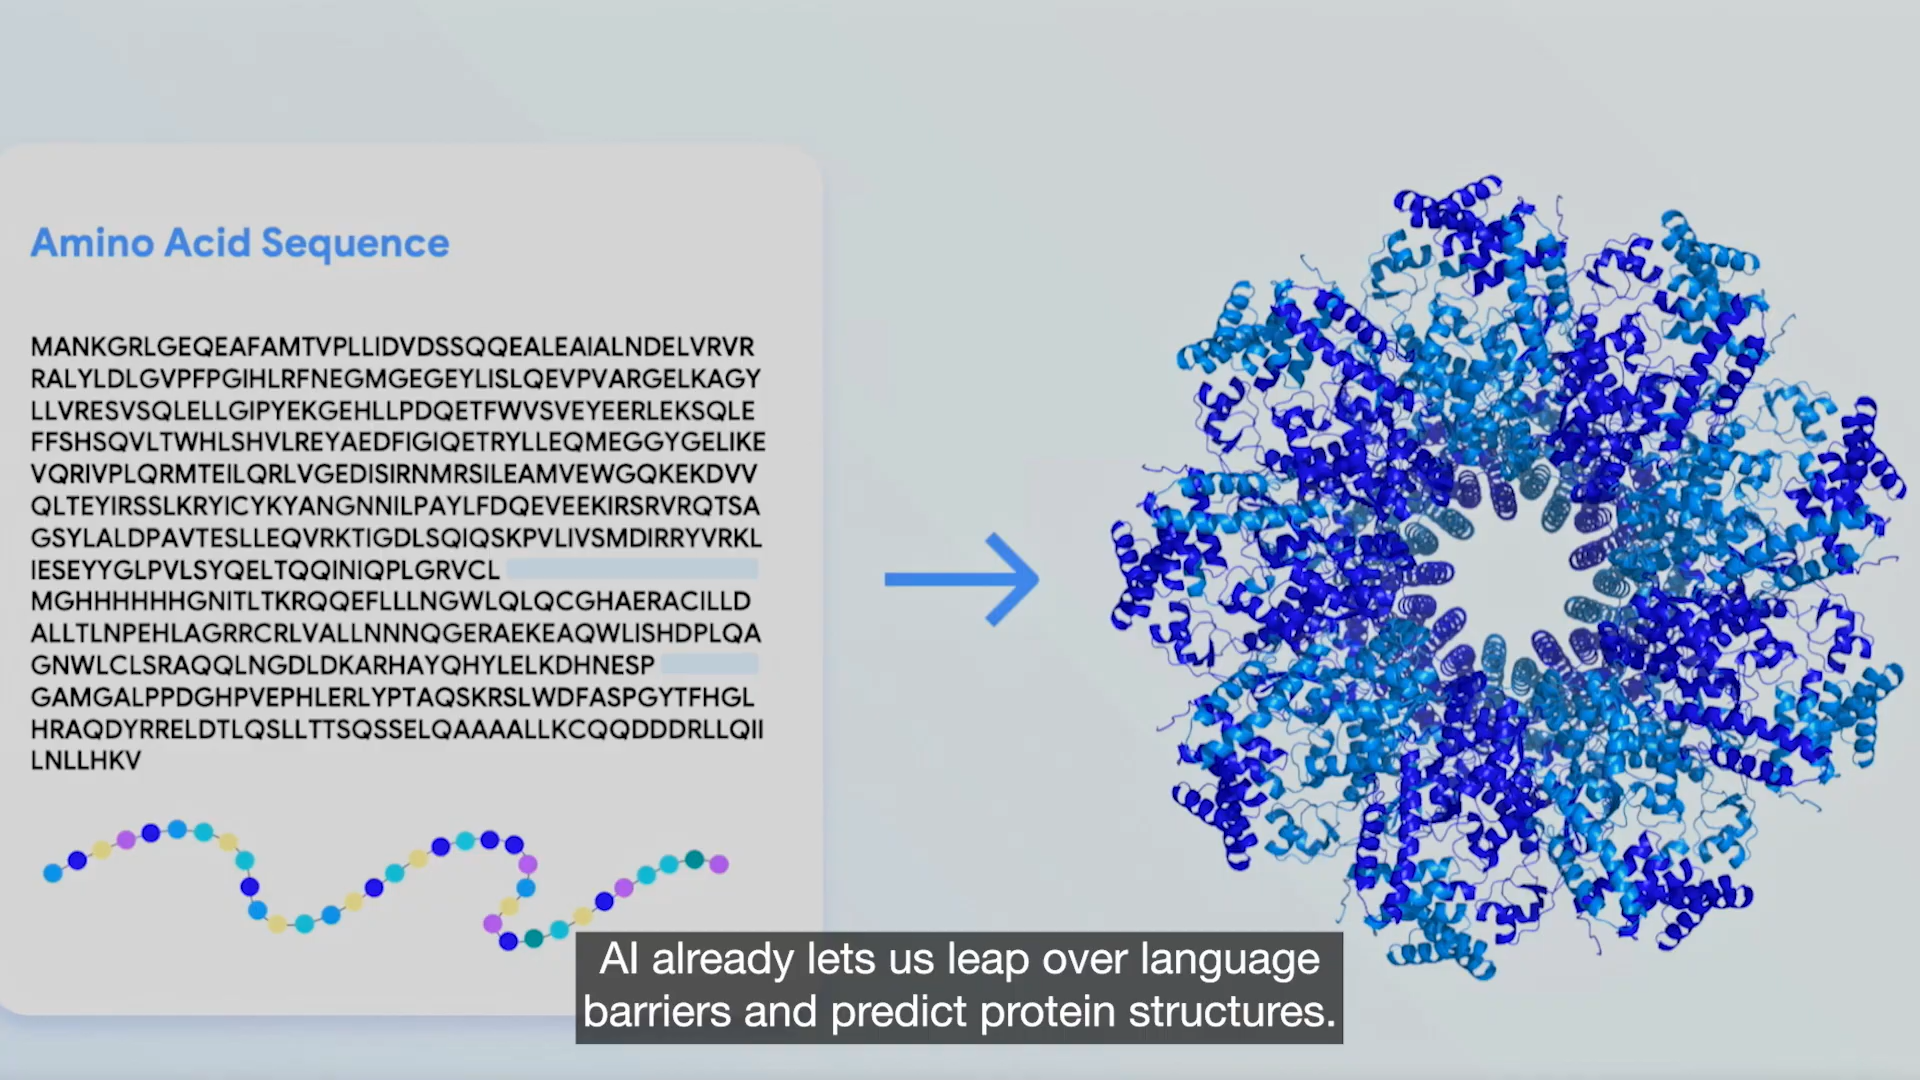 Amino Acid Sequence
MANKGRLGEQEAFAMTVPLLIDVDSSQQEALEAIALNDELVRVR
RALYLDLGVPFPGIHLRFNEGMGEGEYLISLQEVPVARGELKAGY
LLVRESVSQLELLGIPYEKGEHLLPDQETFWVSVEYEERLEKSQLE
FFSHSQVLTWHLSHVLREYAEDFIGIQETRYLLEQMEGGYGELIKE
VQRIVPLQRMTEILQRLVGEDISIRNMRSILEAMVEWGQKEKDVV
QLTEYIRSSLKRYICYKYANGNNILPAYLFDQEVEEKIRSRVRQTSA
GSYLALDPAVTESLLEQVRKTIGDLSQIQSKPVLIVSMDIRRYVRKL
IESEYYGLPVLSYQELTQQINIQPLGRVCL
MGHHHHHHGNITLTKRQQEFLLLNGWLQLQCGHAERACILLD
ALLTLNPEHLAGRRCRLVALLNNNQGERAEKEAQWLISHDPLQA
GNWLCLSRAQQLNGDLDKARHAYQHYLELKDHNESP
GAMGALPPDGHPVEPHLERLYPTAQSKRSLWDFASPGYTFHGL
HRAQDYRRELDTLQSLLTTSQSSELQAAAALLKCQQDDDRLLQII
LNLLHKV
AI already lets us leap over language
barriers and predict protein structures.